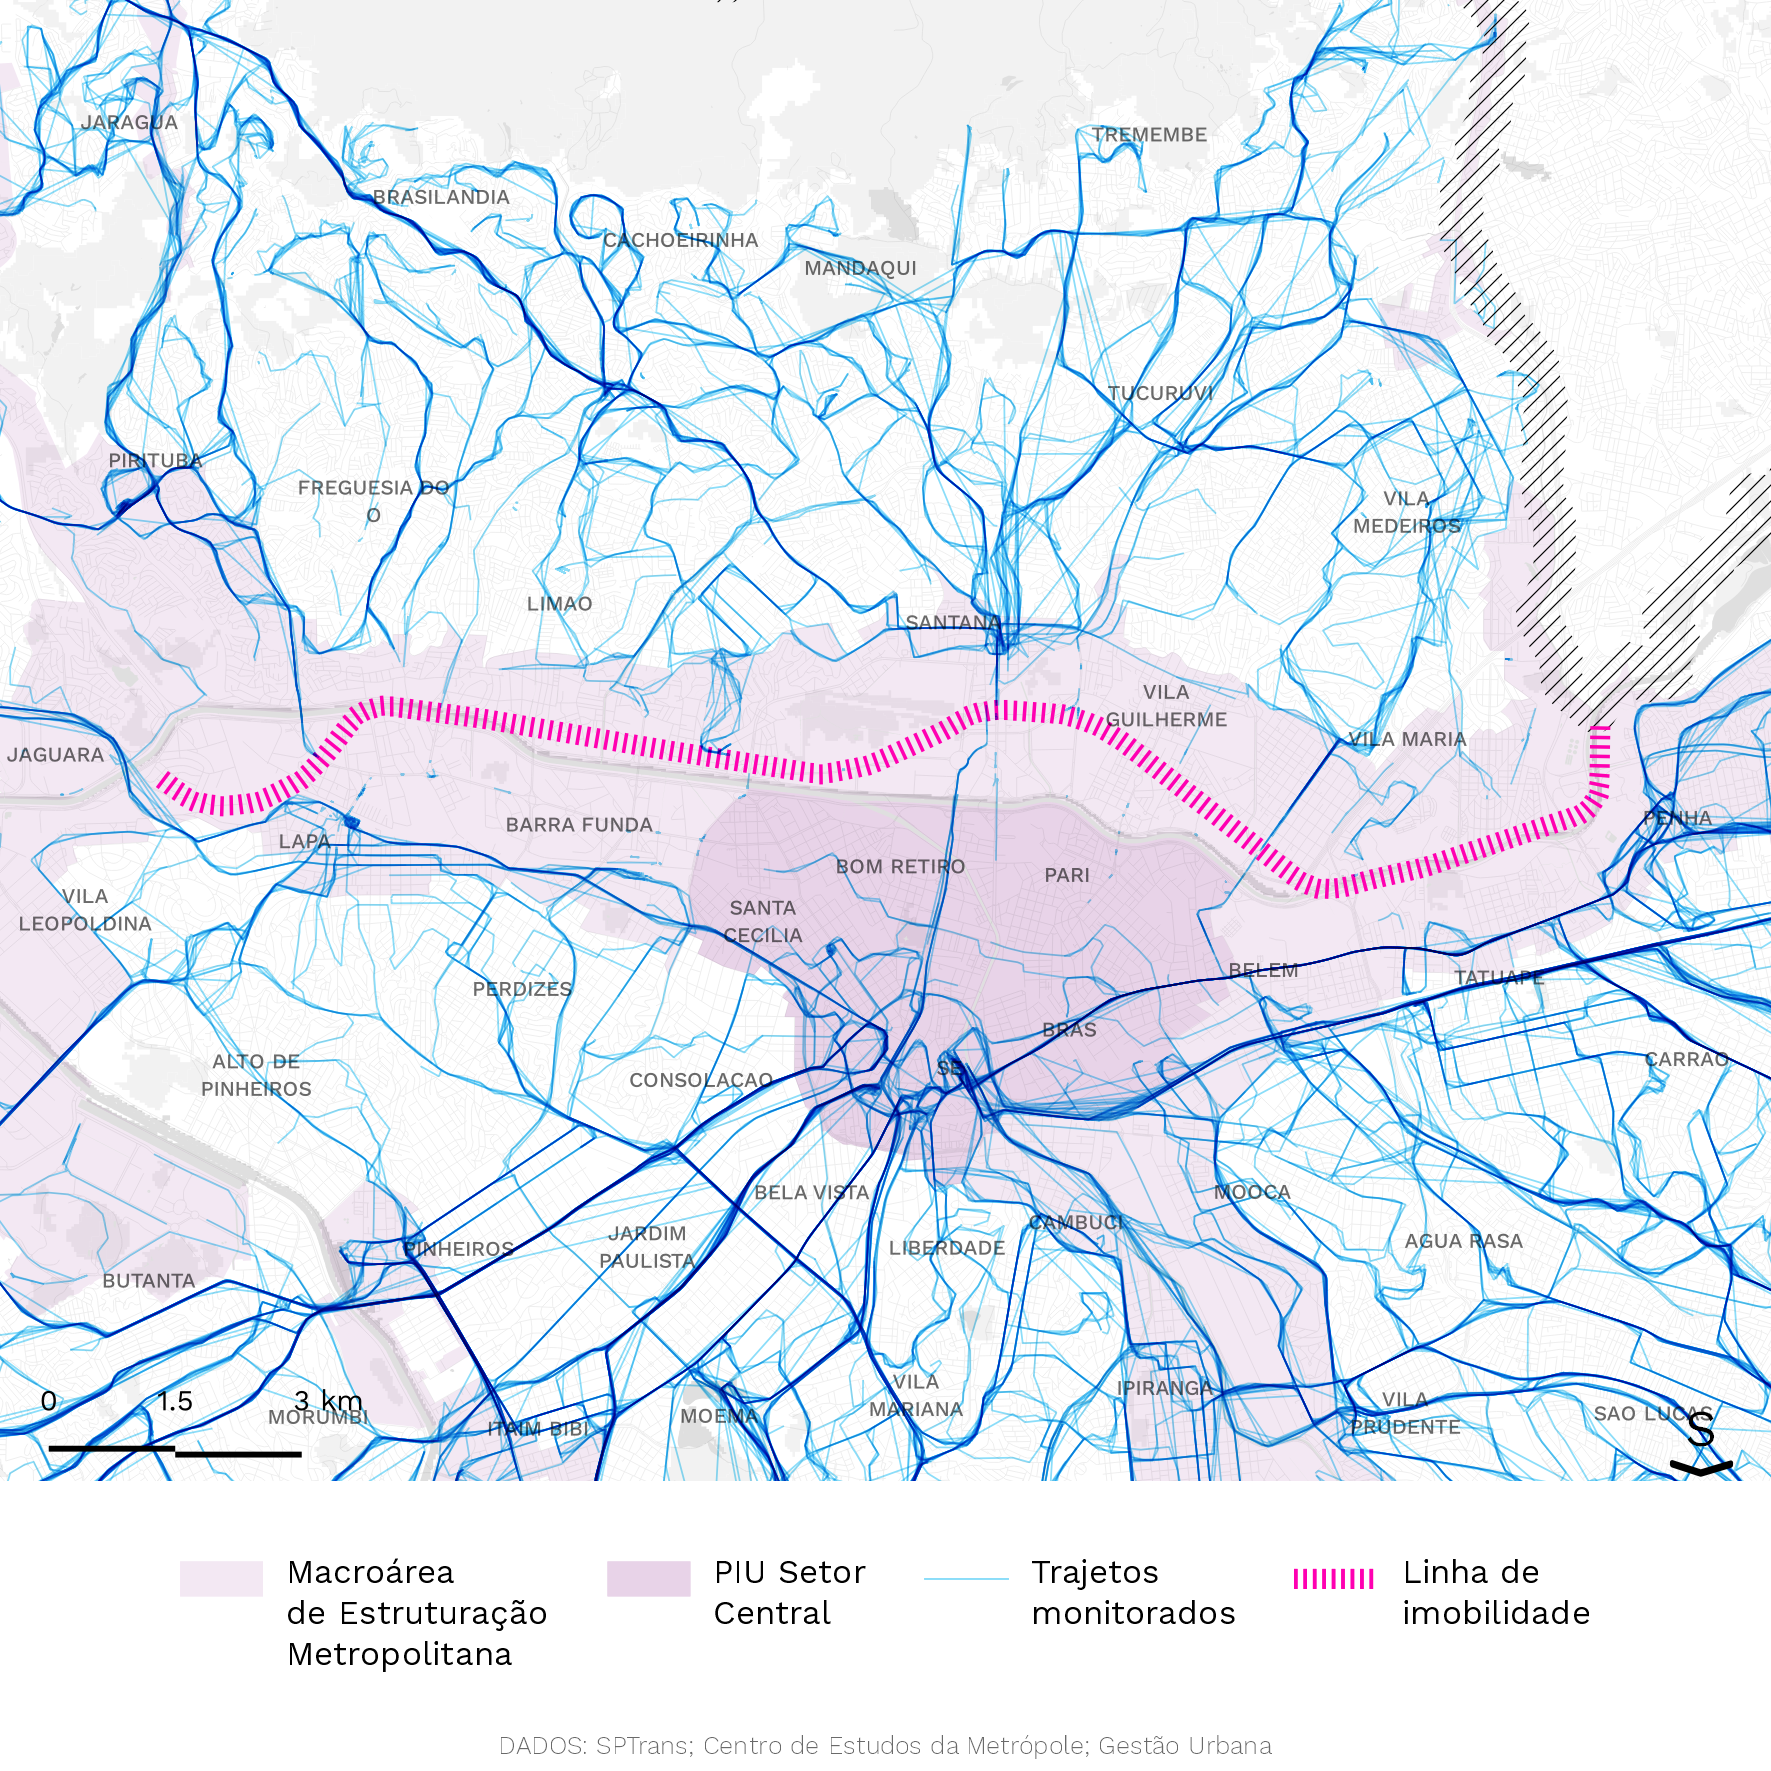 JARAGUA
TREMEMBE
BRASILANDIA
CACHOEIRINHA
MANDAQUI
TUCURUVI
PIRITUBA
FREGUESIA DO
O
VILA
MEDEIROS
LIMAO
SANTANA
VILA
GUILHERME
VILA MARIA
JAGUARA
LAPA
BARRA FUNDA
BOM RETIRO
PARI
PENHA
VILA
LEOPOLDINA
SANTA
CECILIA
PERDIZES
BELEM
TATUAPE
BRAS
SE
CARRAO
ALTO DE
PINHEIROS
CONSOLACAO
BELA VISTA
MOOCA
CAMBUCI
JARDIM
PAULISTA
LIBERDADE
AGUA RASA
PINHEIROS
BUTANTA
VILA
MARIANA
IPIRANGA
VILA
PRUDENTE
SAO LUCAS
MORUMBI
ITAIM BIBI
MOEMA
0 1.5 3 km
S
Macroárea
de Estruturação
Metropolitana
PIU Setor
Central
Trajetos
monitorados
Linha de
imobilidade
DADOS: SPTrans; Centro de Estudos da Metrópole; Gestão Urbana